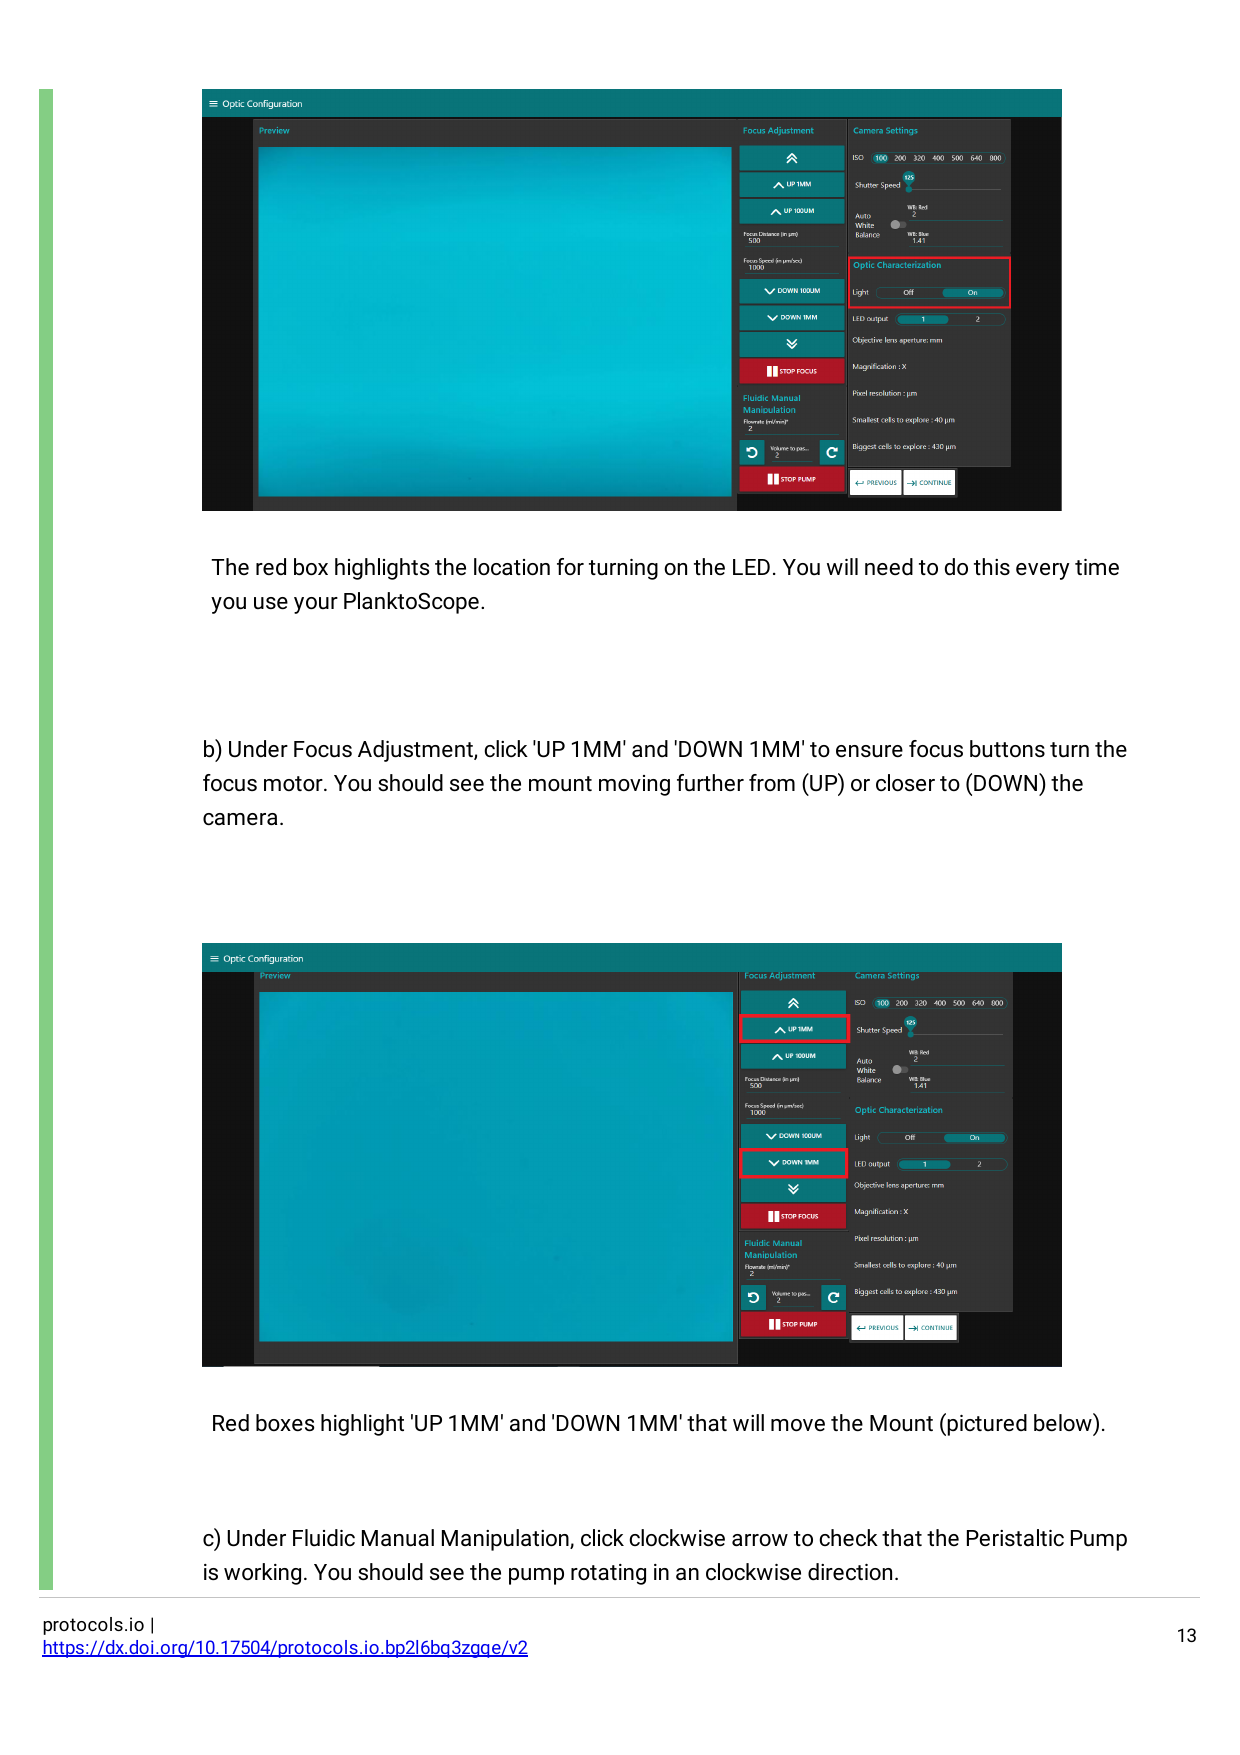 Optic Configuration
Preview
Focus Adjustment
UP 1MM
UP 100UM
Focus Distance (in µm)
500
Focus Speed (in µm/sec)
1000
DOWN 100UM
DOWN 1MM
STOP FOCUS
Fluidic Manual
Manipulation
Flowrate (ml/min)*
2
Volume to pas...
2
STOP PUMP
Camera Settings
ISO 100 200 320 400 500 640 800
125
Shutter Speed
Auto
White
Balance
WB: Red
2
WB: Blue
1.41
Optic Characterization
Light Off On
LED output 1 2
Objective lens aperture: mm
Magnification : X
Pixel resolution : µm
Smallest cells to explore : 40 µm
Biggest cells to explore : 430 µm
PREVIOUS CONTINUE
The red box highlights the location for turning on the LED. You will need to do this every time
you use your PlanktoScope.
b) Under Focus Adjustment, click 'UP 1MM' and 'DOWN 1MM' to ensure focus buttons turn the
focus motor. You should see the mount moving further from (UP) or closer to (DOWN) the
camera.
Optic Configuration
Preview
Focus Adjustment
UP 1MM
UP 100UM
Focus Distance (in µm)
500
Focus Speed (in µm/sec)
1000
DOWN 100UM
DOWN 1MM
STOP FOCUS
Fluidic Manual
Manipulation
Flowrate (ml/min)*
2
Volume to pas...
2
STOP PUMP
Camera Settings
ISO 100 200 320 400 500 640 800
125
Shutter Speed
Auto
White
Balance
WB: Red
2
WB: Blue
1.41
Optic Characterization
Light Off On
LED output 1 2
Objective lens aperture: mm
Magnification : X
Pixel resolution : µm
Smallest cells to explore : 40 µm
Biggest cells to explore : 430 µm
PREVIOUS CONTINUE
Red boxes highlight 'UP 1MM' and 'DOWN 1MM' that will move the Mount (pictured below).
c) Under Fluidic Manual Manipulation, click clockwise arrow to check that the Peristaltic Pump
is working. You should see the pump rotating in an clockwise direction.
protocols.io |
https://dx.doi.org/10.17504/protocols.io.bp2l6bq3zgqe/v2
13